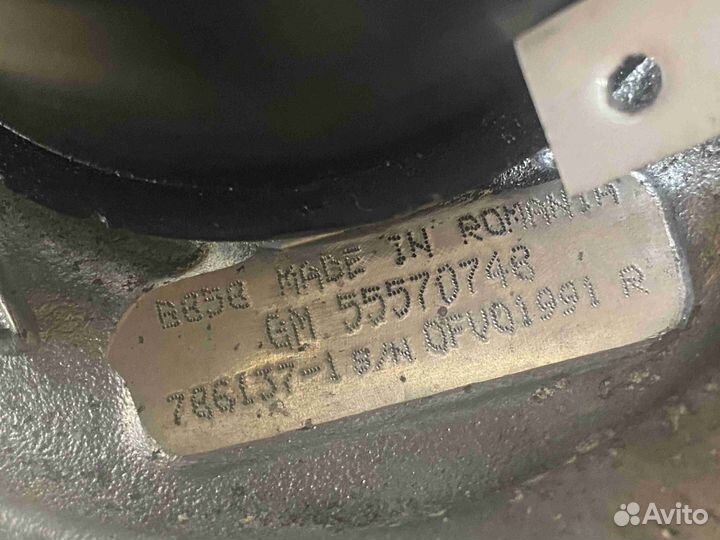 B858 MADE IN ROMANIA
GM 55570748
786137-1 S/N 0FV01991 R
Avito